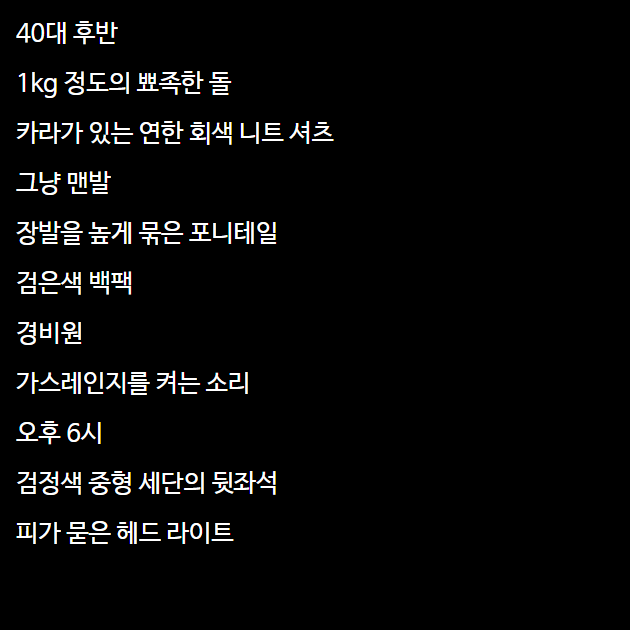 40대 후반
1kg 정도의 뾰족한 돌
카라가 있는 연한 회색 니트 셔츠
그냥 맨발
장발을 높게 묶은 포니테일
검은색 백팩
경비원
가스레인지를 켜는 소리
오후 6시
검정색 중형 세단의 뒷좌석
피가 묻은 헤드 라이트